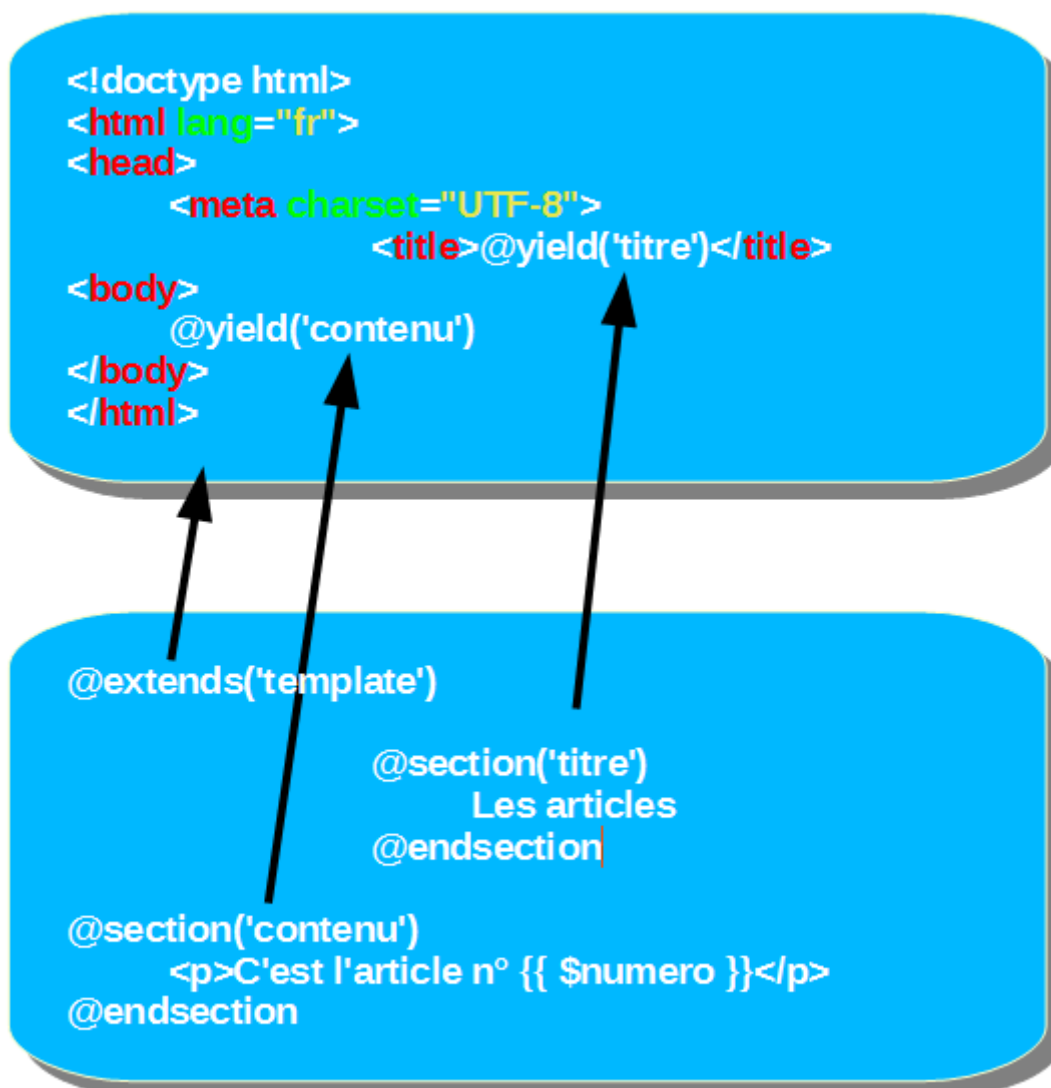 <!doctype html>
<html lang="fr">
<head>
<meta charset="UTF-8">
<title>@yield('titre')</title>
<body>
@yield('contenu')
</body>
</html>
@extends('template')
@section('titre')
Les articles
@endsection
@section('contenu')
<p>C'est l'article n° {{ $numero }}</p>
@endsection